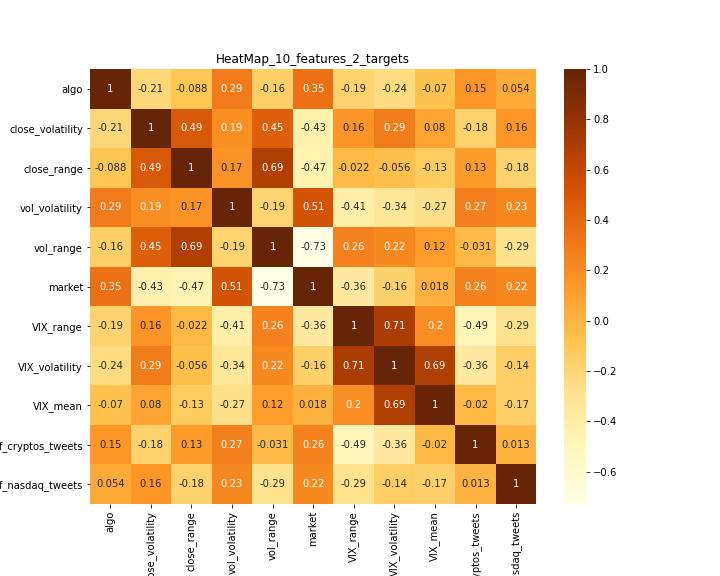 HeatMap_10_features_2_targets
algo 1 -0.21 -0.088 0.29 -0.16 0.35 -0.19 -0.24 -0.07 0.15 0.054
close_volatility -0.21 1 0.49 0.19 0.45 -0.43 0.16 0.29 0.08 -0.18 0.16
close_range -0.088 0.49 1 0.17 0.69 -0.47 -0.022 -0.056 -0.13 0.13 -0.18
vol_volatility 0.29 0.19 0.17 1 -0.19 0.51 -0.41 -0.34 -0.27 0.27 0.23
vol_range -0.16 0.45 0.69 -0.19 1 -0.73 0.26 0.22 0.12 -0.031 -0.29
market 0.35 -0.43 -0.47 0.51 -0.73 1 -0.36 -0.16 0.018 0.26 0.22
VIX_range -0.19 0.16 -0.022 -0.41 0.26 -0.36 1 0.71 0.2 -0.49 -0.29
VIX_volatility -0.24 0.29 -0.056 -0.34 0.22 -0.16 0.71 1 0.69 -0.36 -0.14
VIX_mean -0.07 0.08 -0.13 -0.27 0.12 0.018 0.2 0.69 1 -0.02 -0.17
f_cryptos_tweets 0.15 -0.18 0.13 0.27 -0.031 0.26 -0.49 -0.36 -0.02 1 0.013
f_nasdaq_tweets 0.054 0.16 -0.18 0.23 -0.29 0.22 -0.29 -0.14 -0.17 0.013 1
algo
ose_volatility
close_range
vol_volatility
vol_range
market
VIX_range
VIX_volatility
VIX_mean
yptos_tweets
sdaq_tweets
1.0
0.8
0.6
0.4
0.2
0.0
−0.2
−0.4
−0.6